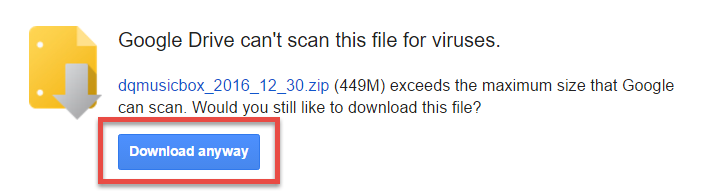 Google Drive can't scan this file for viruses.
dqmusicbox_2016_12_30.zip (449M) exceeds the maximum size that Google
can scan. Would you still like to download this file?
Download anyway